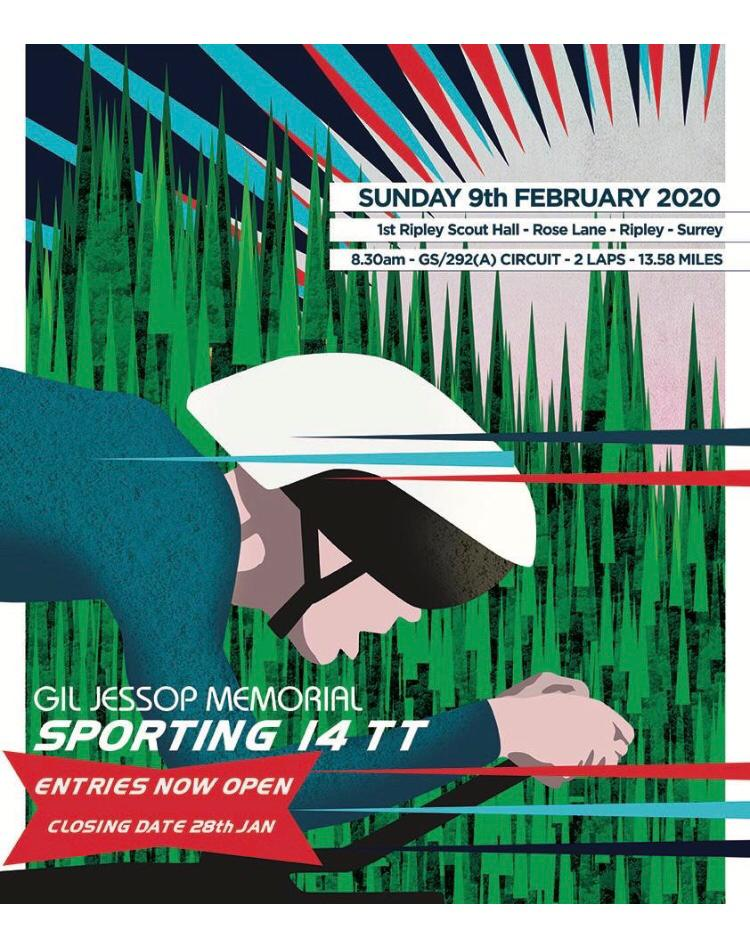 SUNDAY 9th FEBRUARY 2020
1st Ripley Scout Hall - Rose Lane - Ripley - Surrey
8.30am - GS/292(A) CIRCUIT - 2 LAPS - 13.58 MILES
GIL JESSOP MEMORIAL
SPORTING 14 TT
ENTRIES NOW OPEN
CLOSING DATE 28th JAN